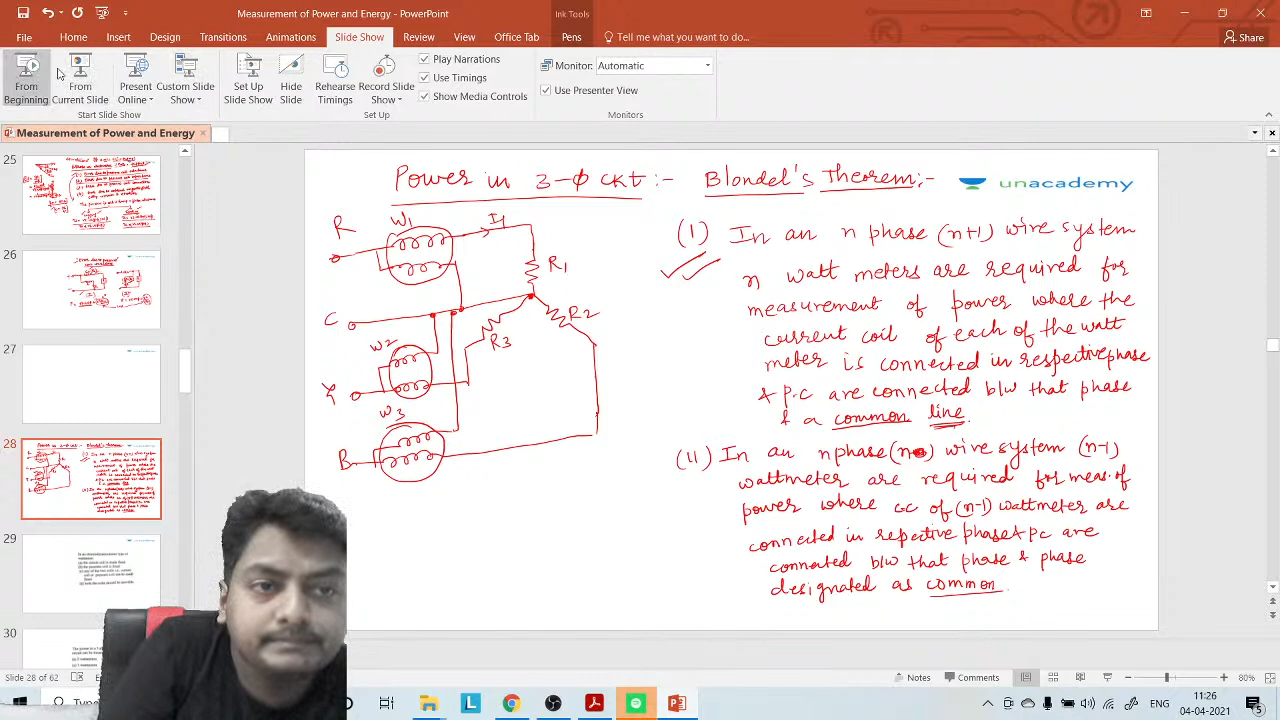 Measurement of Power and Energy - PowerPoint
Ink Tools
File Home Insert Draw Design Transitions Animations Slide Show Review View Office Tab Pens Tell me what you want to do... Share
From Beginning
From Current Slide
Present Online
Custom Slide Show
Set Up Slide Show
Hide Slide
Rehearse Timings
Record Slide Show
Play Narrations
Use Timings
Show Media Controls
Monitor: Automatic
Use Presenter View
Start Slide Show
Set Up
Monitors
Measurement of Power and Energy
25
26
27
28
29
30
Power in 3-φ CKT:- Blondel's Theorem:-
unacademy
R
W1
I1
R1
C
R2
R3
W2
Y
W3
B
(I) In an n phase (n+1) wire system
n watt meters are required for
measurement of power where the
current coil of each of the watt
meter is connected in respective phase
+ p.c are connected b/w that phase
& a common line.
(II) In an n phase (n) wire system (n-1)
wattmeter are required for meas. of
power where cc of (n-1) wattmeter are
connected in respective phase + pc are
connected b/w that phase & phase
designated as common.
Slide 28 of 62
Notes
Comments
80%
Type
11:26
ENG
04-04-2021
5